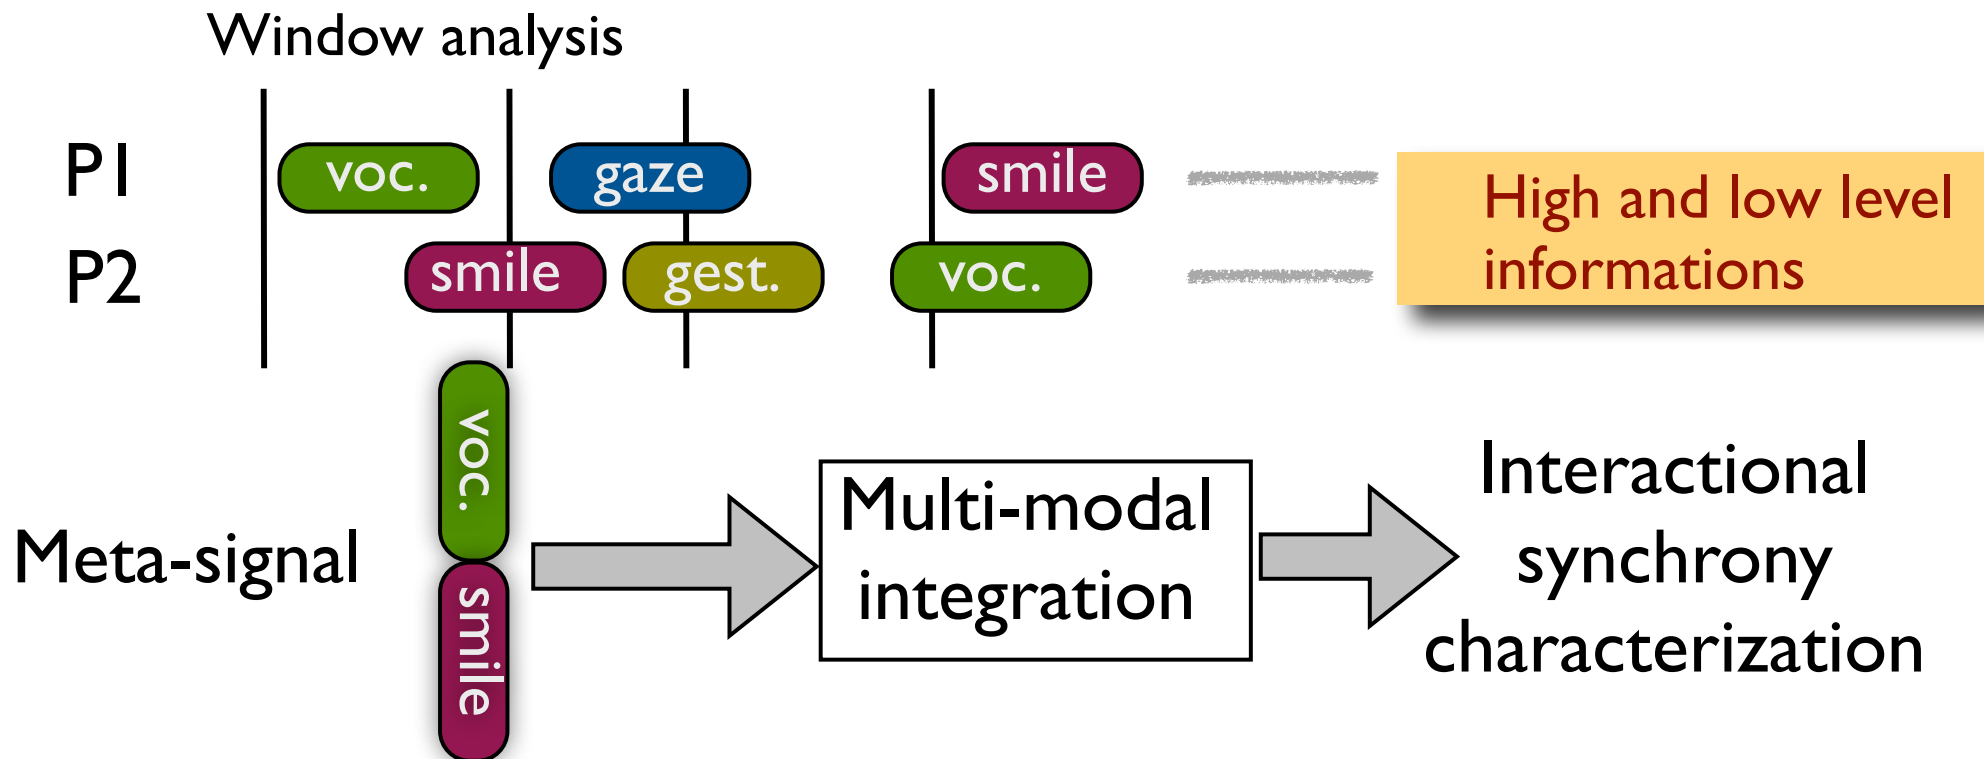 Window analysis
P1 voc. gaze smile
P2 smile gest. voc.
High and low level
informations
Meta-signal
voc.
smile
Multi-modal
integration
Interactional
synchrony
characterization